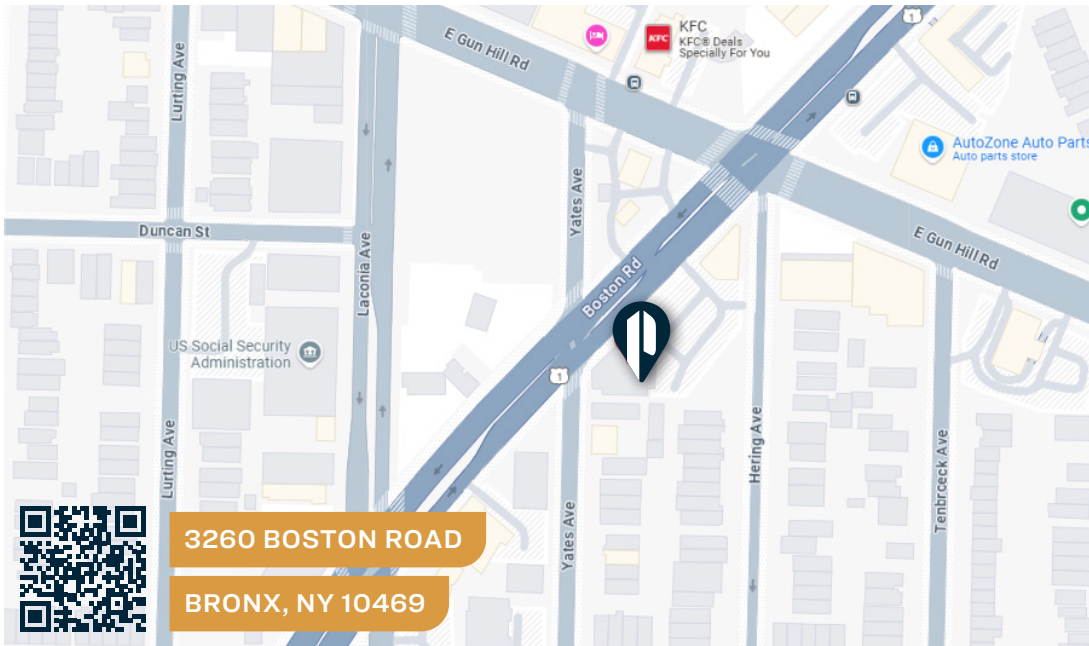 1
KFC
KFC
KFC® Deals
Specially For You
E Gun Hill Rd
Lurting Ave
AutoZone Auto Parts
Auto parts store
Yates Ave
Duncan St
E Gun Hill Rd
Laconia Ave
Boston Rd
US Social Security
Administration
1
Lurting Ave
Hering Ave
Tenbroeck Ave
Yates Ave
3260 BOSTON ROAD
BRONX, NY 10469